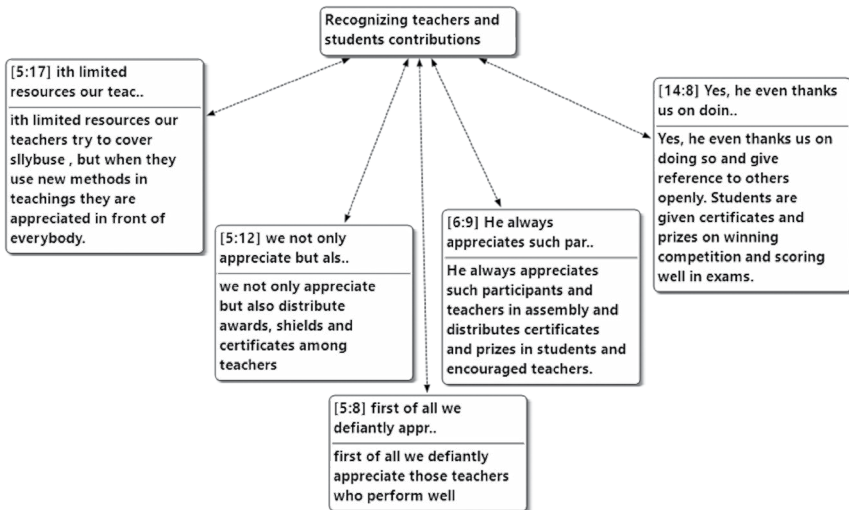 Recognizing teachers and
students contributions
[5:17] ith limited
resources our teac..
ith limited resources our
teachers try to cover
sllybuse , but when they
use new methods in
teachings they are
appreciated in front of
everybody.
[5:12] we not only
appreciate but als..
we not only appreciate
but also distribute
awards, shields and
certificates among
teachers
[5:8] first of all we
defiantly appr..
first of all we defiantly
appreciate those teachers
who perform well
[6:9] He always
appreciates such par..
He always appreciates
such participants and
teachers in assembly and
distributes certificates
and prizes in students and
encouraged teachers.
[14:8] Yes, he even thanks
us on doin..
Yes, he even thanks us on
doing so and give
reference to others
openly. Students are
given certificates and
prizes on winning
competition and scoring
well in exams.